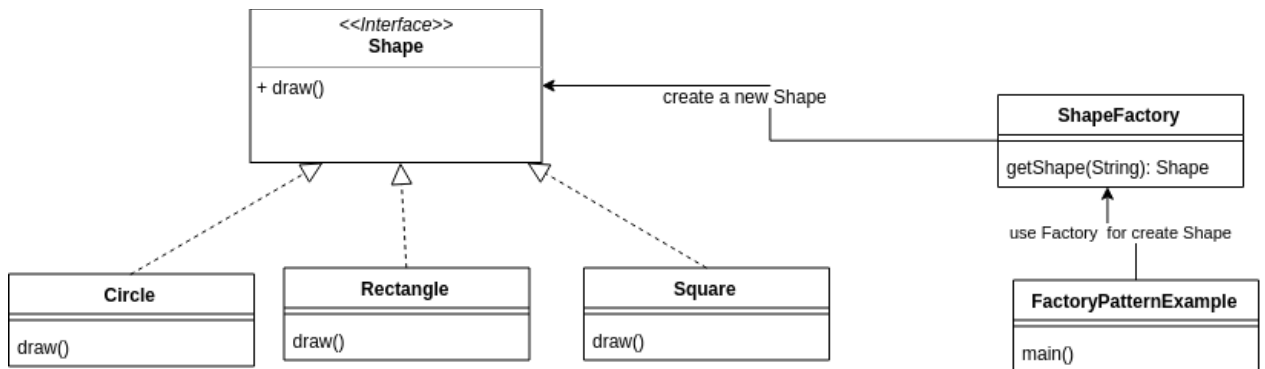 <<Interface>>
Shape
+ draw()
create a new Shape
ShapeFactory
getShape(String): Shape
use Factory  for create Shape
Circle
draw()
Rectangle
draw()
Square
draw()
FactoryPatternExample
main()